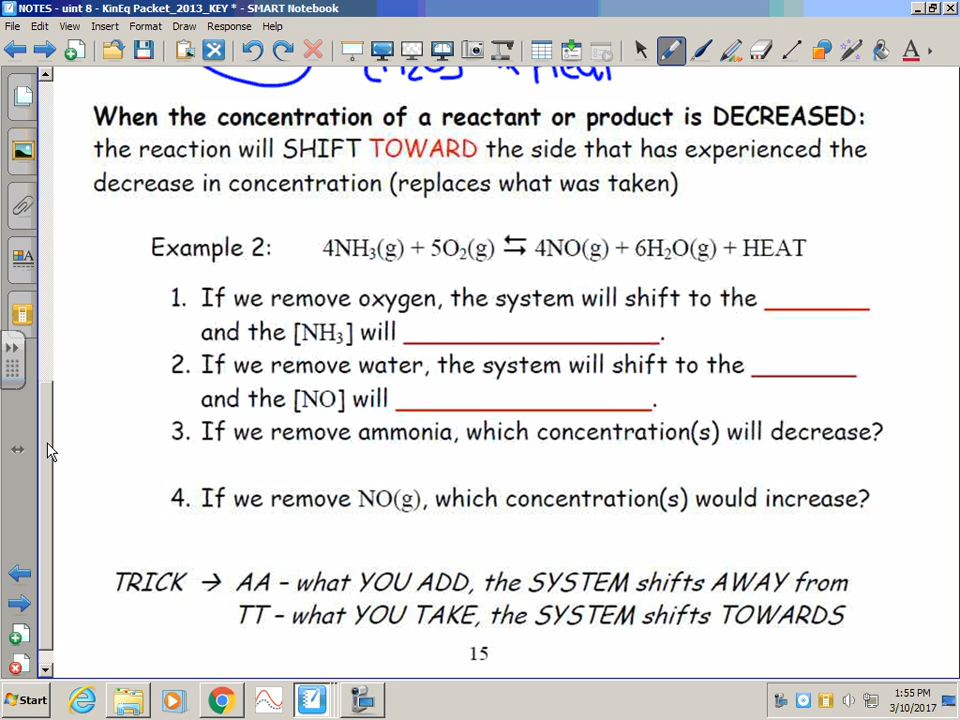 NOTES - uint 8 - KinEq Packet_2013_KEY * - SMART Notebook
File Edit View Insert Format Draw Response Help
When the concentration of a reactant or product is DECREASED:
the reaction will SHIFT TOWARD the side that has experienced the
decrease in concentration (replaces what was taken)
Example 2: 4NH₃(g) + 5O₂(g) ⇆ 4NO(g) + 6H₂O(g) + HEAT
1. If we remove oxygen, the system will shift to the ________
and the [NH₃] will ____________________.
2. If we remove water, the system will shift to the ________
and the [NO] will ____________________.
3. If we remove ammonia, which concentration(s) will decrease?
4. If we remove NO(g), which concentration(s) would increase?
TRICK → AA – what YOU ADD, the SYSTEM shifts AWAY from
TT – what YOU TAKE, the SYSTEM shifts TOWARDS
15
Start
1:55 PM
3/10/2017